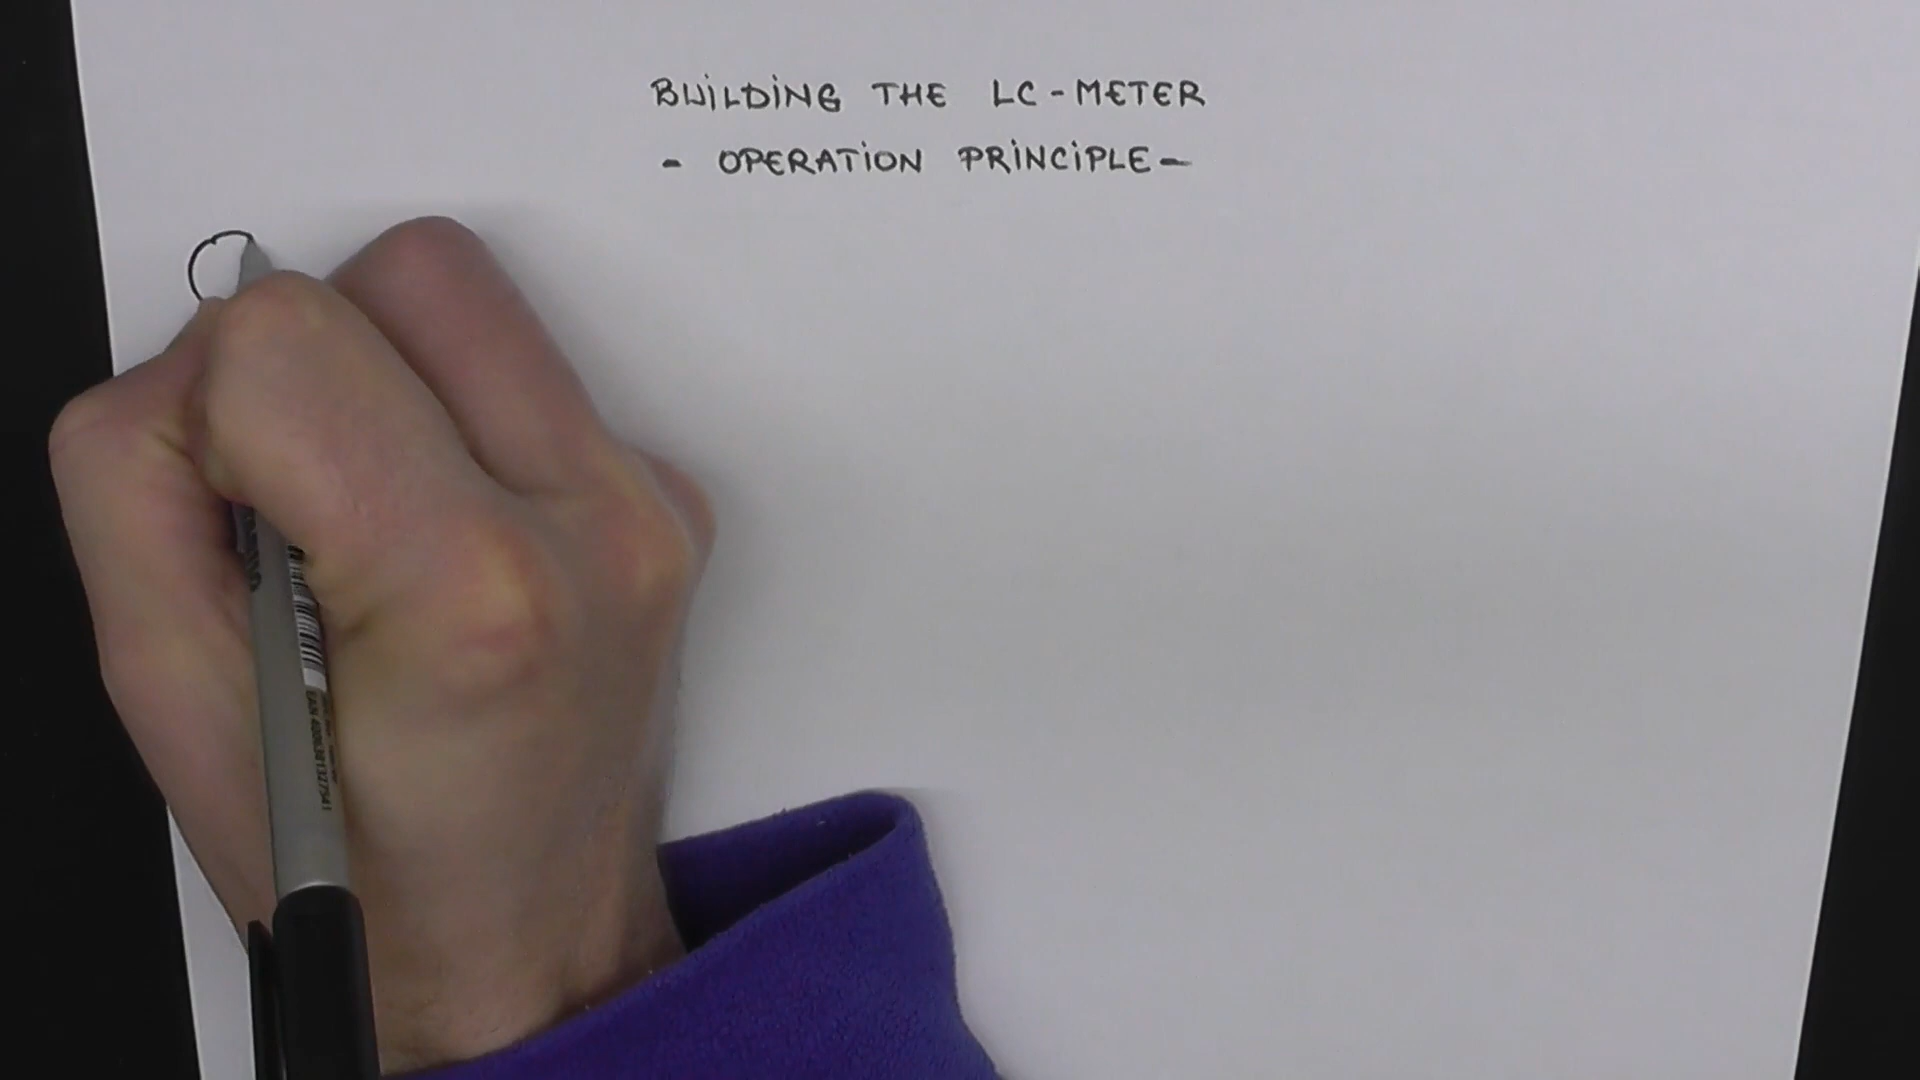 BUiLDiNG THE LC-METER
- OPERATiON PRiNCiPLE-